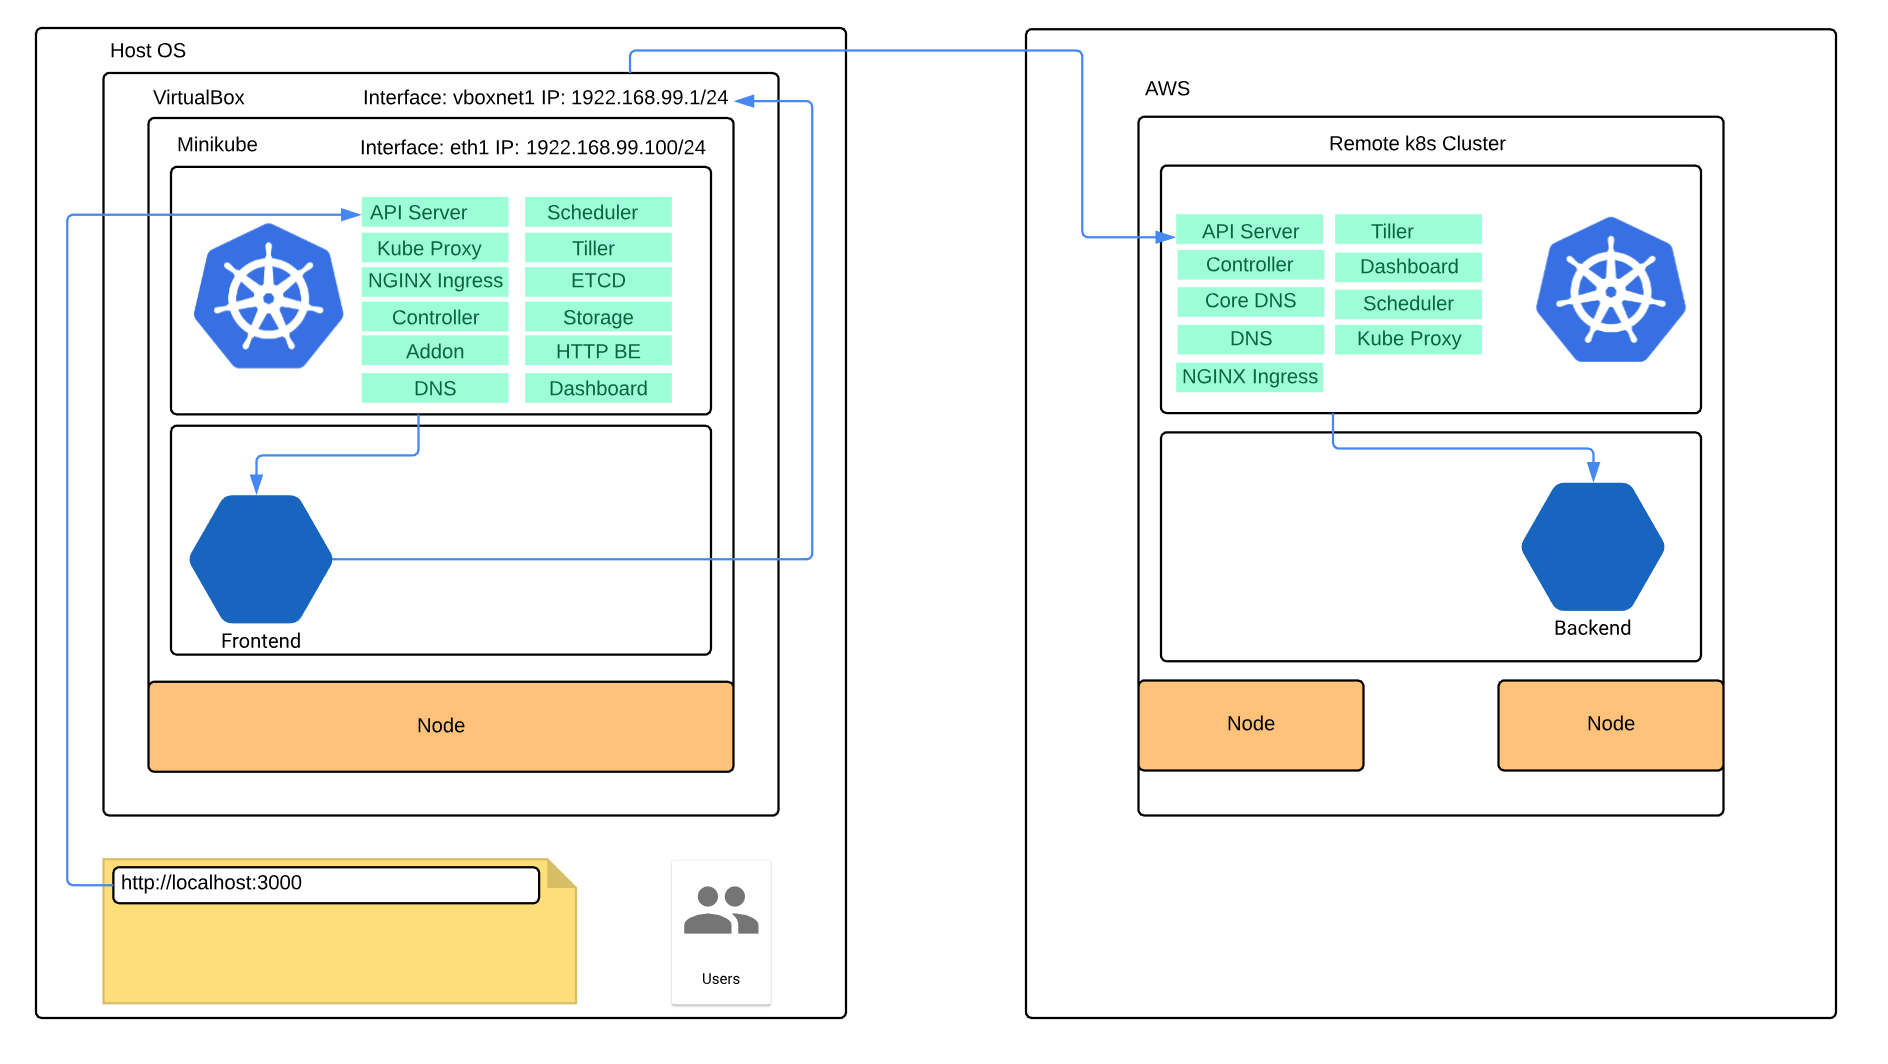 Host OS
VirtualBox
Interface: vboxnet1 IP: 1922.168.99.1/24
Minikube
Interface: eth1 IP: 1922.168.99.100/24
API Server
Scheduler
Kube Proxy
Tiller
NGINX Ingress
ETCD
Controller
Storage
Addon
HTTP BE
DNS
Dashboard
Frontend
Node
http://localhost:3000
Users
AWS
Remote k8s Cluster
API Server
Tiller
Controller
Dashboard
Core DNS
Scheduler
DNS
Kube Proxy
NGINX Ingress
Backend
Node
Node